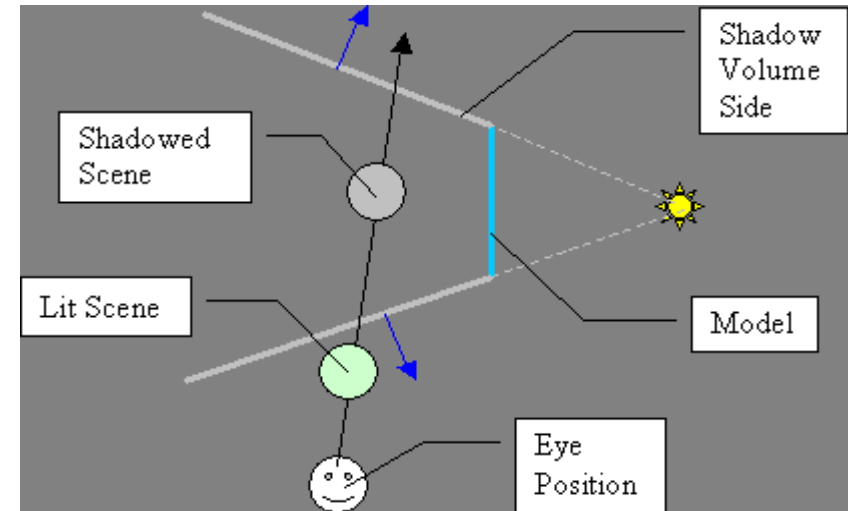 Shadow
Volume
Side
Shadowed
Scene
Lit Scene
Model
Eye
Position